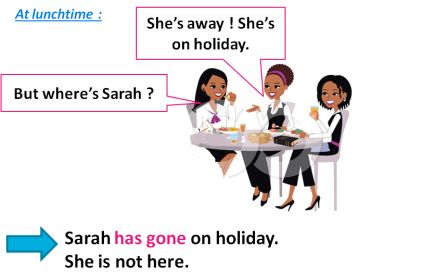 At lunchtime :
She's away ! She's
on holiday.
But where's Sarah ?
Sarah has gone on holiday.
She is not here.